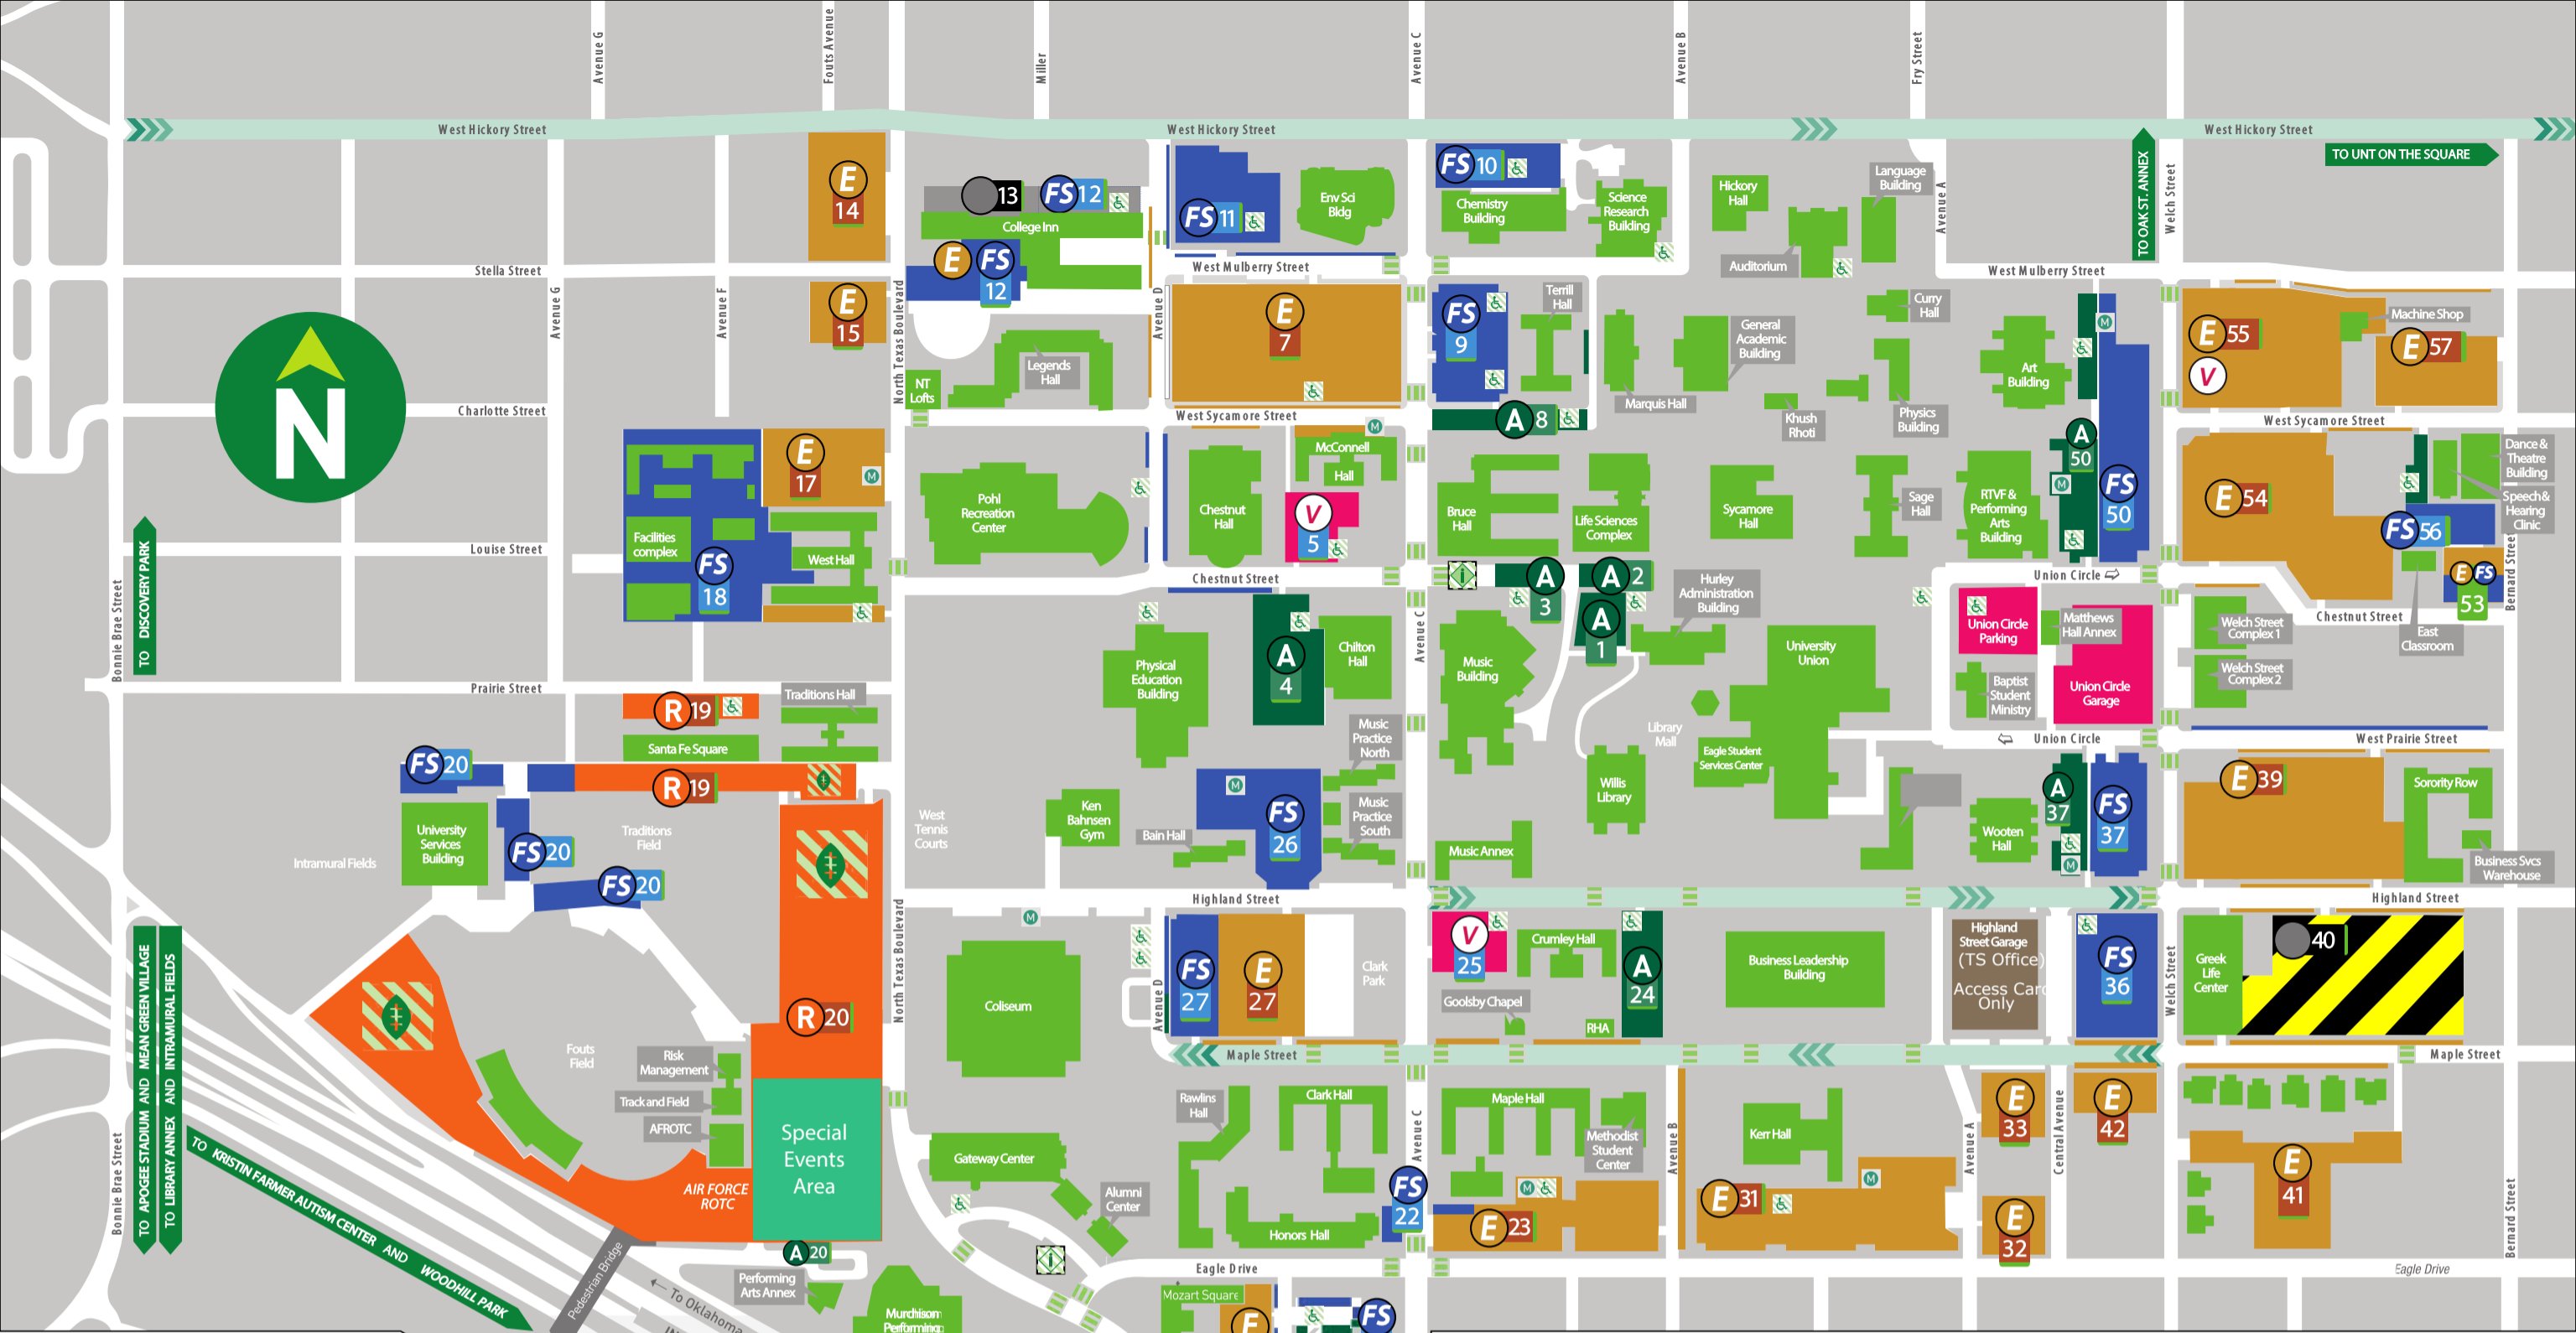 Avenue G
Fouts Avenue
Miller
Avenue C
Avenue B
Fry Street
West Hickory Street
West Hickory Street
West Hickory Street
TO UNT ON THE SQUARE
TO OAK ST. ANNEX
Welch Street
Avenue A
E
14
13
FS 12
College Inn
E
FS
12
FS 11
Env Sci
Bldg
FS 10
Chemistry
Building
Science
Research
Building
Hickory
Hall
Language
Building
Auditorium
Stella Street
West Mulberry Street
West Mulberry Street
Avenue G
Avenue F
North Texas Boulevard
Avenue D
E
15
N
Legends
Hall
NT
Lofts
E
7
FS
9
Terrill
Hall
General
Academic
Building
Marquis Hall
Curry
Hall
Khush
Rhoti
Physics
Building
Art
Building
M
E 55
V
Machine Shop
E 57
Charlotte Street
West Sycamore Street
West Sycamore Street
M
A 8
McConnell
Hall
E
17
M
Pohl
Recreation
Center
Chestnut
Hall
V
5
Bruce
Hall
Life Sciences
Complex
Sycamore
Hall
Sage
Hall
RTVF &
Performing
Arts
Building
A
50
M
FS
50
E 54
Dance &
Theatre
Building
Speech &
Hearing
Clinic
FS 56
Facilities
complex
FS
18
West Hall
Louise Street
Chestnut Street
i
A
3
A 2
A
1
Hurley
Administration
Building
Union Circle
E FS
53
Bernard Street
Chestnut Street
East
Classroom
TO DISCOVERY PARK
Bonnie Brae Street
Physical
Education
Building
A
4
Chilton
Hall
Avenue C
Music
Building
University
Union
Union Circle
Parking
Matthews
Hall Annex
Baptist
Student
Ministry
Union Circle
Garage
Welch Street
Complex 1
Welch Street
Complex 2
Prairie Street
R 19
Traditions Hall
Santa Fe Square
Music
Practice
North
Library
Mall
Eagle Student
Services Center
Union Circle
West Prairie Street
FS 20
R 19
University
Services
Building
FS 20
Traditions
Field
Intramural Fields
FS 20
West
Tennis
Courts
Ken
Bahnsen
Gym
Bain Hall
M
FS
26
Music
Practice
South
Willis
Library
Music Annex
Wooten
Hall
A
37
M
FS
37
E 39
Sorority Row
Business Svcs
Warehouse
Highland Street
Highland Street
M
North Texas Boulevard
TO APOGEE STADIUM AND MEAN GREEN VILLAGE
TO LIBRARY ANNEX AND INTRAMURAL FIELDS
Coliseum
Avenue D
FS
27
E
27
Clark
Park
V
25
Crumley Hall
Goolsby Chapel
RHA
A
24
Business Leadership
Building
Highland
Street Garage
(TS Office)
Access Card
Only
FS
36
Welch Street
Greek
Life
Center
40
R 20
Fouts
Field
Risk
Management
Track and Field
AFROTC
Maple Street
Maple Street
Special
Events
Area
AIR FORCE
ROTC
Rawlins
Hall
Clark Hall
Avenue C
Maple Hall
Methodist
Student
Center
Avenue B
Kerr Hall
Avenue A
E
33
Central Avenue
E
42
Gateway Center
Alumni
Center
Honors Hall
FS
22
M
E 23
E 31
M
E
32
E
41
Bernard Street
Bonnie Brae Street
TO KRISTIN FARMER AUTISM CENTER AND WOODHILL PARK
Pedestrian Bridge
To Oklahoma
A 20
Performing
Arts Annex
i
Eagle Drive
Eagle Drive
Murchison
Performing
Mozart Square
E
FS